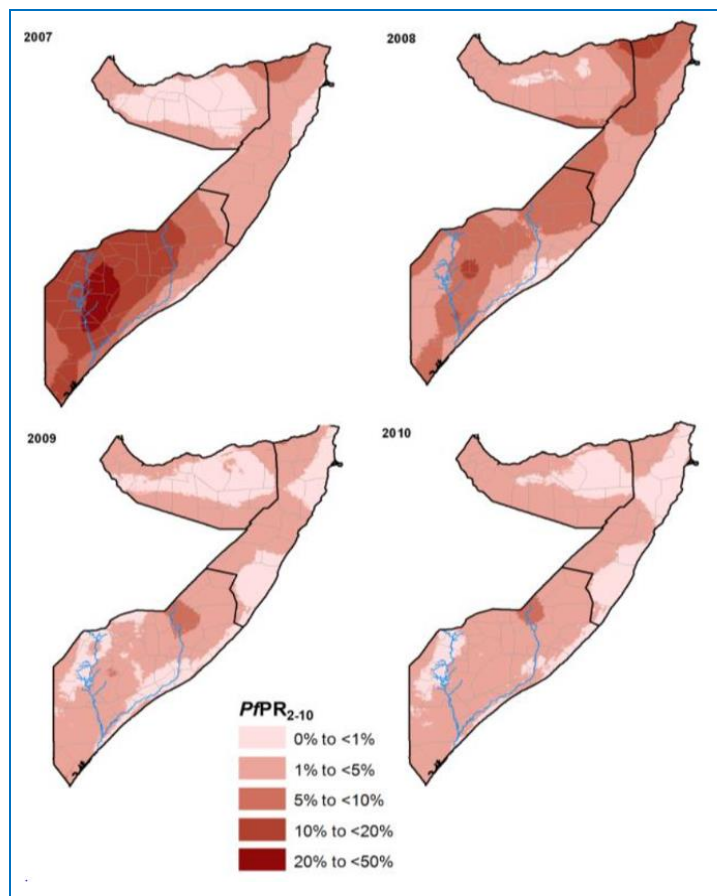 2007
2008
2009
2010
PfPR2-10
0% to <1%
1% to <5%
5% to <10%
10% to <20%
20% to <50%